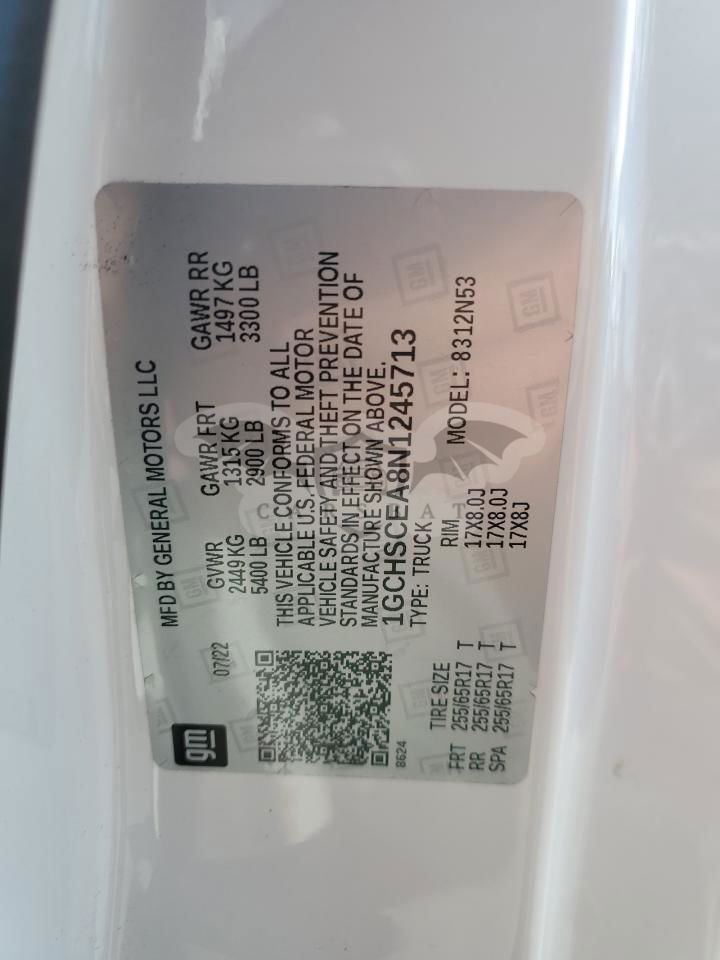 gm
07/22
MFD BY GENERAL MOTORS LLC
GVWR GAWR FRT GAWR RR
2449 KG 1315 KG 1497 KG
5400 LB 2900 LB 3300 LB
THIS VEHICLE CONFORMS TO ALL
APPLICABLE U.S. FEDERAL MOTOR
VEHICLE SAFETY AND THEFT PREVENTION
STANDARDS IN EFFECT ON THE DATE OF
MANUFACTURE SHOWN ABOVE.
1GCHSCEA8N1245713
8624
TYPE: TRUCK MODEL: 8312N53
TIRE SIZE RIM
FRT 255/65R17 T 17X8.0J
RR 255/65R17 T 17X8.0J
SPA 255/65R17 T 17X8J